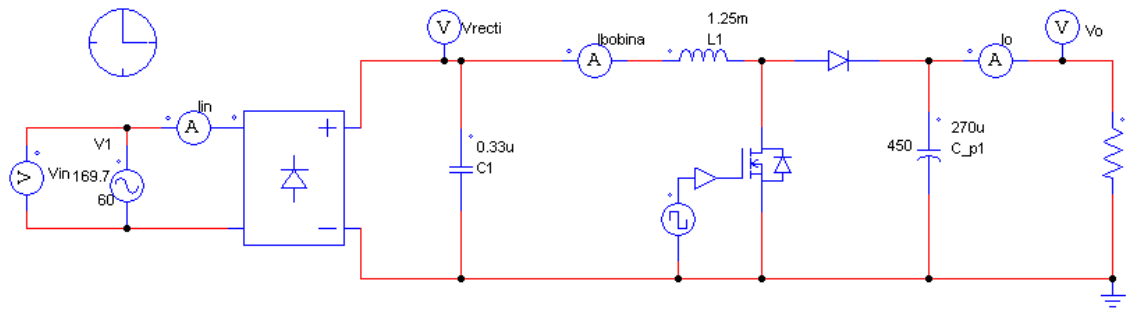 V
Vrecti
Ibobina
A
1.25m
L1
Io
A
V
Vo
Iin
A
V1
V
Vin
169.7
60
+
−
0.33u
C1
450
270u
C_p1